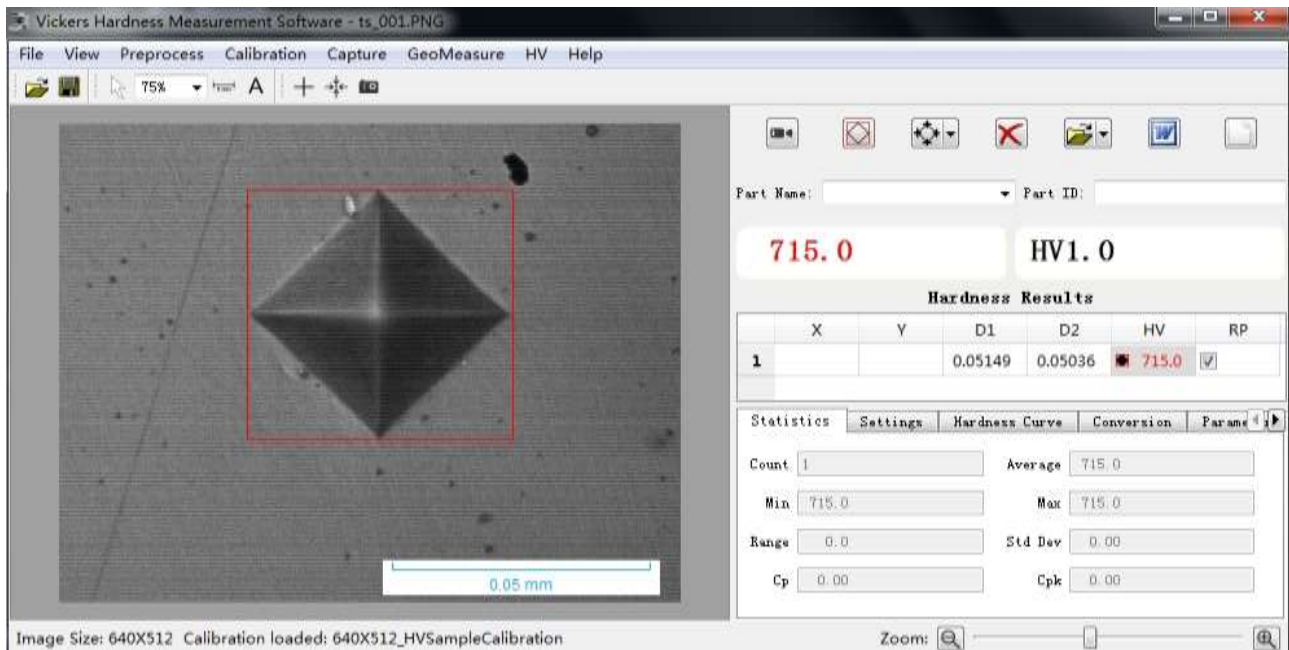 Vickers Hardness Measurement Software - ts_001.PNG
File View Preprocess Calibration Capture GeoMeasure HV Help
75% A
Part Name: Part ID:
715.0 HV1.0
Hardness Results
X Y D1 D2 HV RP
1 0.05149 0.05036 715.0
Statistics Settings Hardness Curve Conversion
Count 1 Average 715.0
Min 715.0 Max 715.0
Range 0.0 Std Dev 0.00
Cp 0.00 Cpk 0.00
0.05 mm
Image Size: 640X512 Calibration loaded: 640X512_HVSampleCalibration Zoom: